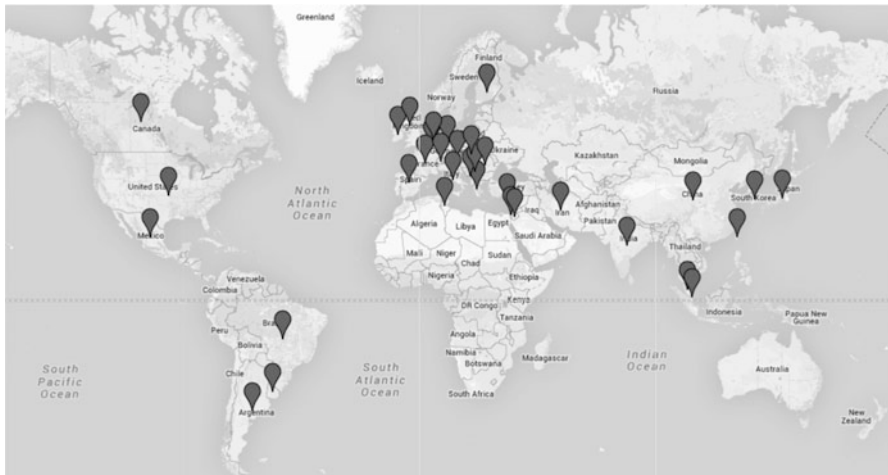 Greenland
Iceland
Finland
Sweden
Norway
Russia
Canada
Ukraine
Kazakhstan
Mongolia
United States
North
Atlantic
Ocean
Spain
China
South Korea
Japan
Afghanistan
Iran
Iraq
Pakistan
Algeria
Libya
Egypt
Saudi Arabia
India
Mexico
Mali
Niger
Chad
Sudan
Thailand
Nigeria
Ethiopia
Venezuela
Colombia
Kenya
DR Congo
Tanzania
Indonesia
Papua New
Guinea
Peru
Bolivia
Angola
Namibia
Botswana
Madagascar
Chile
South
Pacific
Ocean
South
Atlantic
Ocean
Indian
Ocean
Australia
South Africa
Argentina
New
Zealand